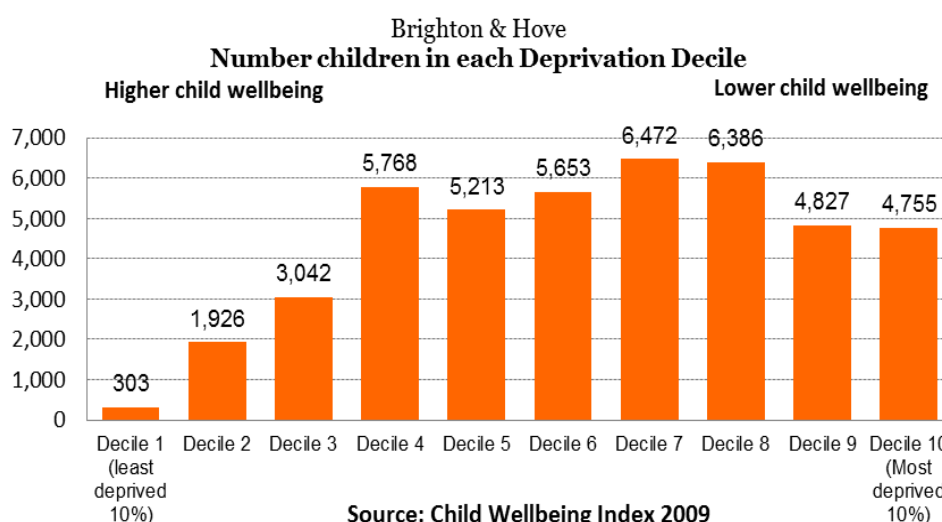 Brighton & Hove
Number children in each Deprivation Decile
Higher child wellbeing
Lower child wellbeing
7,000
6,000
5,000
4,000
3,000
2,000
1,000
0
303
1,926
3,042
5,768
5,213
5,653
6,472
6,386
4,827
4,755
Decile 1
(least
deprived
10%)
Decile 2
Decile 3
Decile 4
Decile 5
Decile 6
Decile 7
Decile 8
Decile 9
Decile 10
(Most
deprived
10%)
Source: Child Wellbeing Index 2009